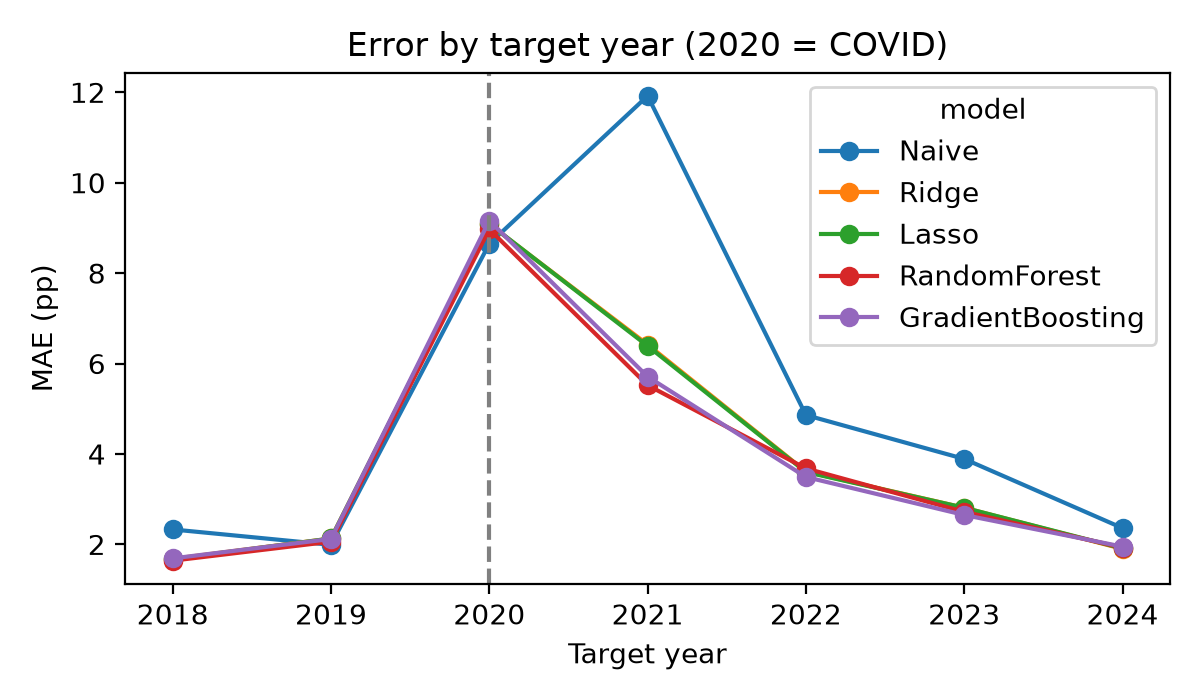 Error by target year (2020 = COVID)
MAE (pp)
12
10
8
6
4
2
model
Naive
Ridge
Lasso
RandomForest
GradientBoosting
2018 2019 2020 2021 2022 2023 2024
Target year